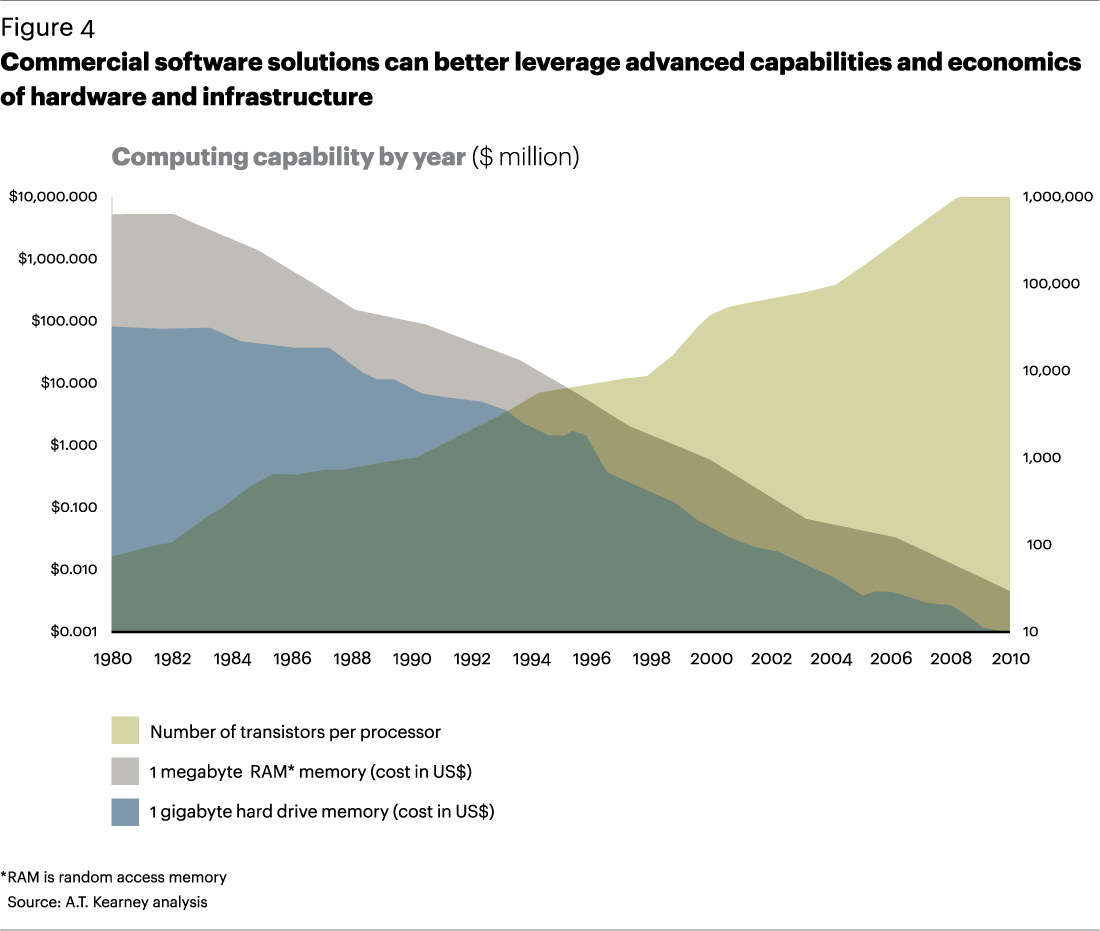 Figure 4
Commercial software solutions can better leverage advanced capabilities and economics
of hardware and infrastructure
Computing capability by year ($ million)
$10,000.000
$1,000.000
$100.000
$10.000
$1.000
$0.100
$0.010
$0.001
1,000,000
100,000
10,000
1,000
100
10
1980 1982 1984 1986 1988 1990 1992 1994 1996 1998 2000 2002 2004 2006 2008 2010
Number of transistors per processor
1 megabyte RAM* memory (cost in US$)
1 gigabyte hard drive memory (cost in US$)
*RAM is random access memory
Source: A.T. Kearney analysis